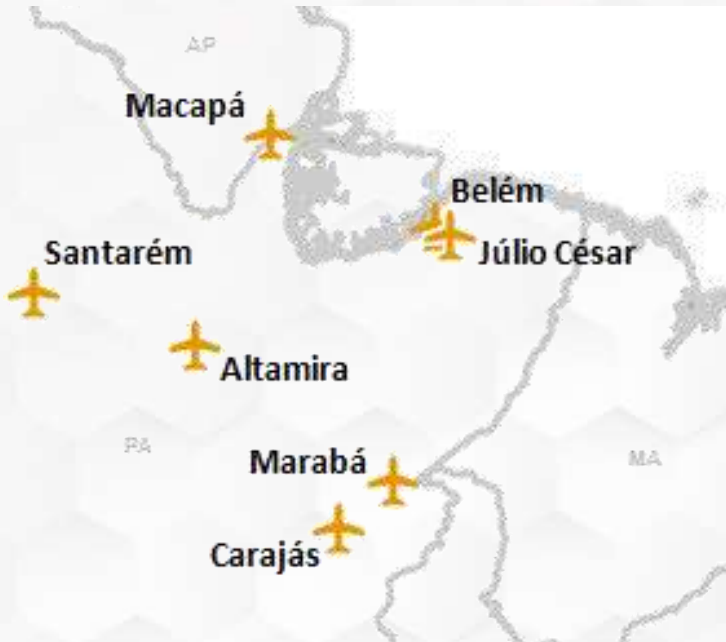 AP
Macapá
Belém
Santarém
Júlio César
Altamira
PA
Marabá
MA
Carajás